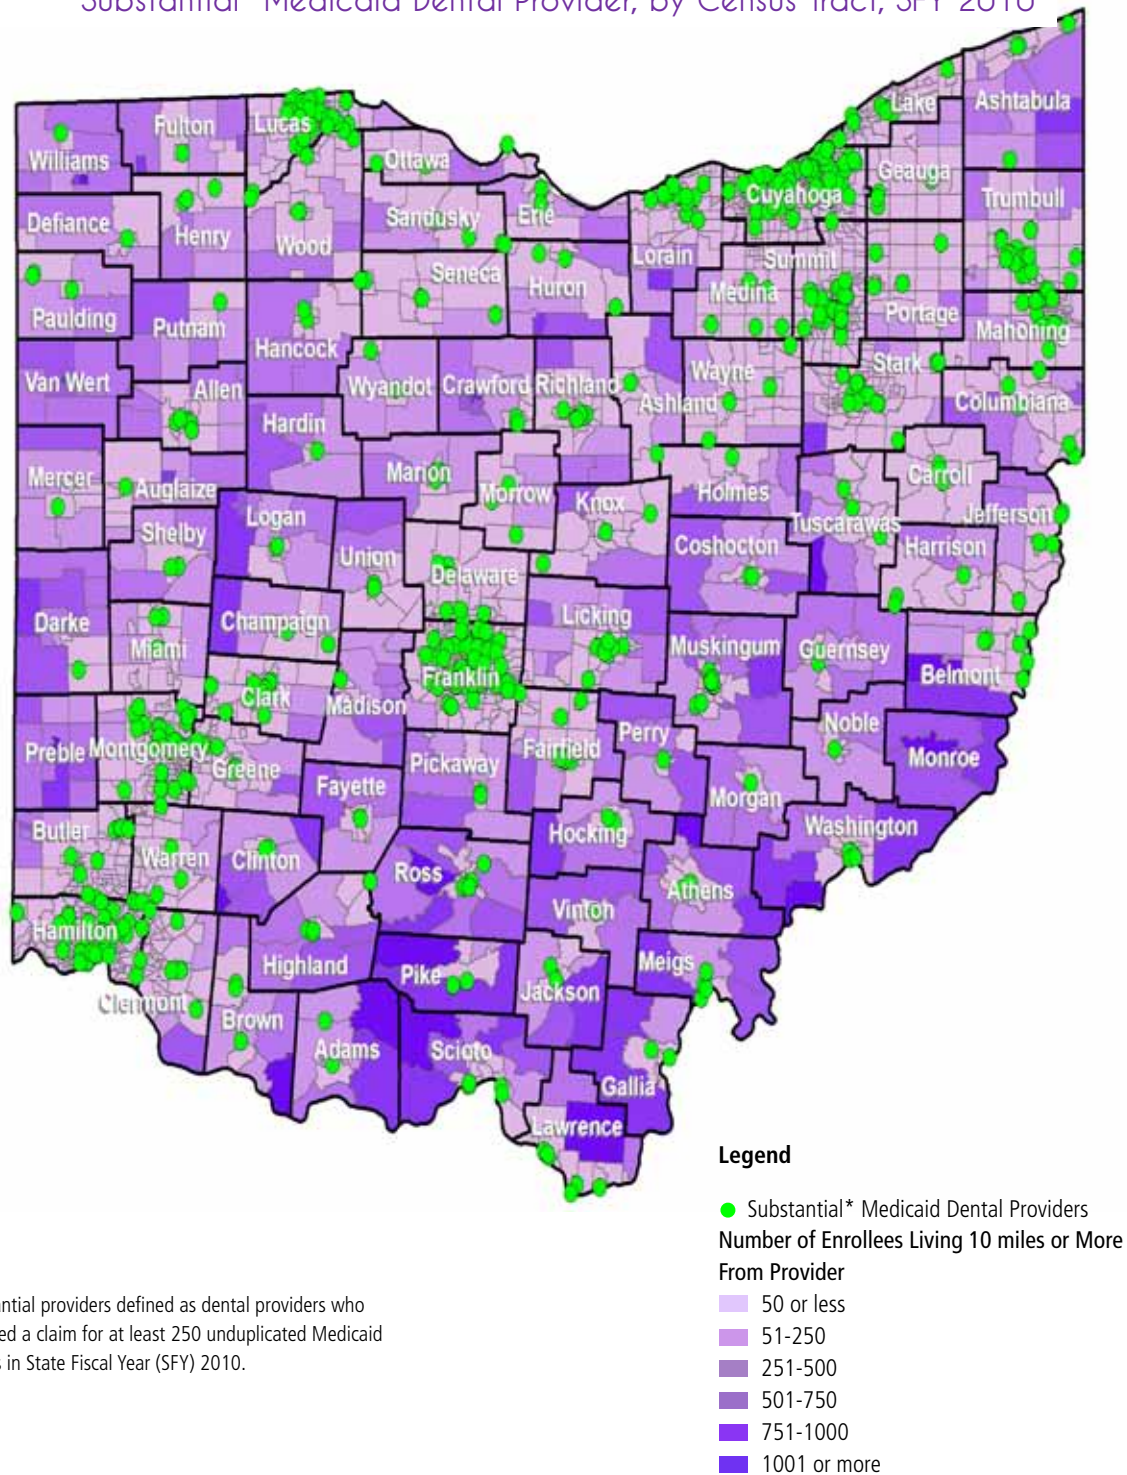 Substantial* Medicaid Dental Provider, by Census Tract, SFY 2010
Lake
Ashtabula
Williams
Fulton
Lucas
Ottawa
Geauga
Cuyahoga
Trumbull
Defiance
Henry
Wood
Sandusky
Erie
Lorain
Summit
Seneca
Huron
Medina
Portage
Paulding
Putnam
Hancock
Mahoning
Van Wert
Allen
Wyandot
Crawford
Richland
Ashland
Wayne
Stark
Columbiana
Hardin
Mercer
Auglaize
Marion
Morrow
Knox
Holmes
Carroll
Tuscarawas
Jefferson
Shelby
Logan
Union
Delaware
Coshocton
Harrison
Darke
Miami
Champaign
Licking
Muskingum
Guernsey
Belmont
Clark
Madison
Franklin
Preble
Montgomery
Greene
Pickaway
Fairfield
Perry
Noble
Monroe
Fayette
Morgan
Butler
Warren
Clinton
Hocking
Washington
Ross
Athens
Hamilton
Highland
Vinton
Pike
Jackson
Meigs
Clermont
Brown
Adams
Scioto
Gallia
Lawrence
Legend
Substantial* Medicaid Dental Providers
Number of Enrollees Living 10 miles or More
From Provider
50 or less
51-250
251-500
501-750
751-1000
1001 or more
ntial providers defined as dental providers who
ed a claim for at least 250 unduplicated Medicaid
s in State Fiscal Year (SFY) 2010.